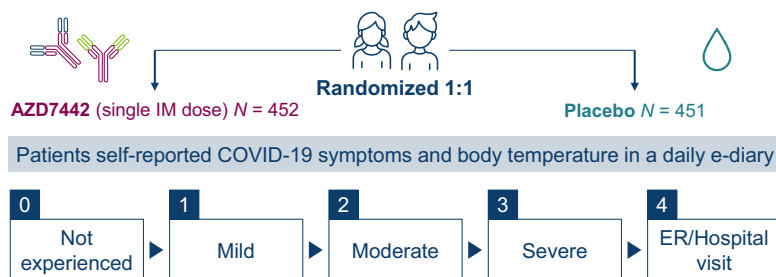 Randomized 1:1
AZD7442 (single IM dose) N = 452
Placebo N = 451
Patients self-reported COVID-19 symptoms and body temperature in a daily e-diary
0
Not
experienced
1
Mild
2
Moderate
3
Severe
4
ER/Hospital
visit